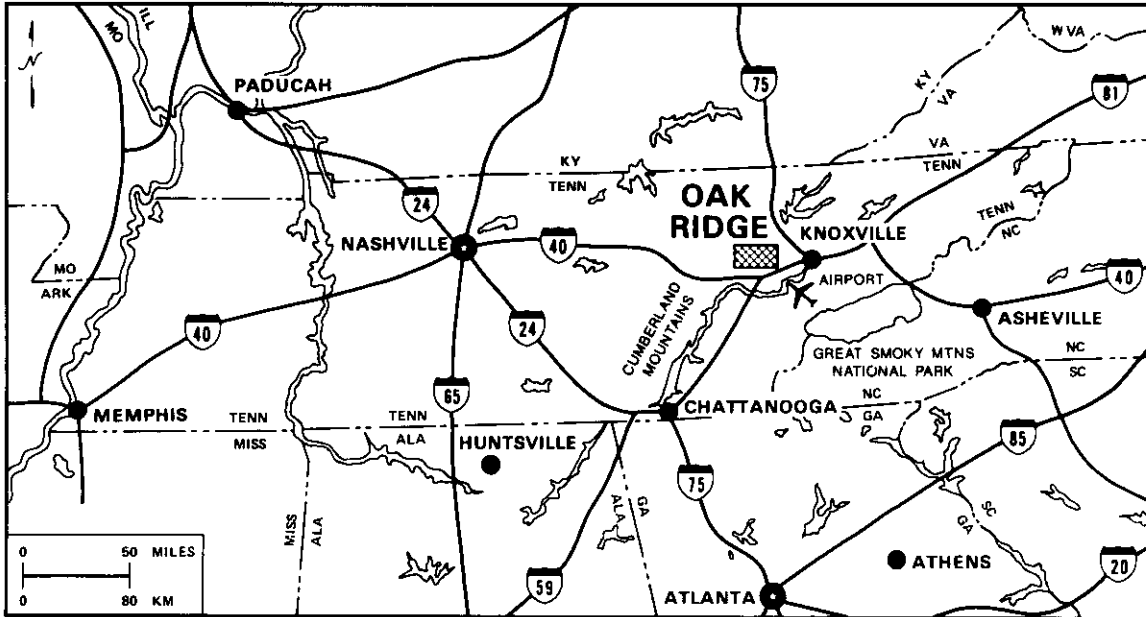 N
MO
ILL
PADUCAH
75
W VA
KY
VA
81
VA
TENN
KY
TENN
24
OAK
RIDGE
TENN
NC
NASHVILLE
40
KNOXVILLE
MO
ARK
AIRPORT
40
40
24
CUMBERLAND
MOUNTAINS
ASHEVILLE
GREAT SMOKY MTNS
NATIONAL PARK
NC
SC
65
MEMPHIS
CHATTANOOGA
NC
GA
TENN
MISS
TENN
ALA
HUNTSVILLE
85
75
MISS
ALA
GA
ALA
SC
GA
0 50 MILES
0 80 KM
59
ATHENS
20
ATLANTA